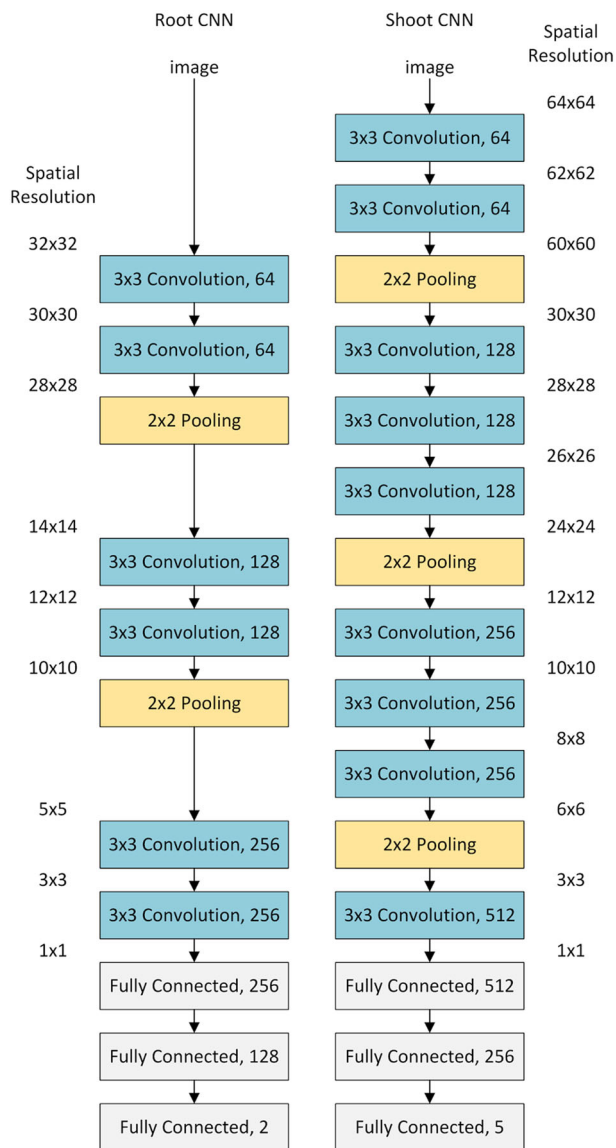 Root CNN
Shoot CNN
Spatial
Resolution
image
image
64x64
3x3 Convolution, 64
62x62
3x3 Convolution, 64
Spatial
Resolution
60x60
32x32
3x3 Convolution, 64
2x2 Pooling
30x30
30x30
3x3 Convolution, 64
3x3 Convolution, 128
28x28
28x28
2x2 Pooling
3x3 Convolution, 128
26x26
3x3 Convolution, 128
14x14
24x24
3x3 Convolution, 128
2x2 Pooling
12x12
12x12
3x3 Convolution, 128
3x3 Convolution, 256
10x10
10x10
2x2 Pooling
3x3 Convolution, 256
8x8
3x3 Convolution, 256
5x5
6x6
3x3 Convolution, 256
2x2 Pooling
3x3
3x3
3x3 Convolution, 256
3x3 Convolution, 512
1x1
1x1
Fully Connected, 256
Fully Connected, 512
Fully Connected, 128
Fully Connected, 256
Fully Connected, 2
Fully Connected, 5